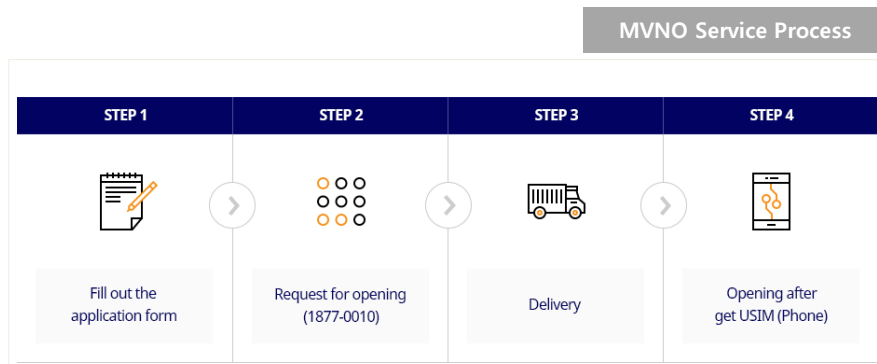 MVNO Service Process
STEP 1
STEP 2
STEP 3
STEP 4
Fill out the
application form
Request for opening
(1877-0010)
Delivery
Opening after
get USIM (Phone)